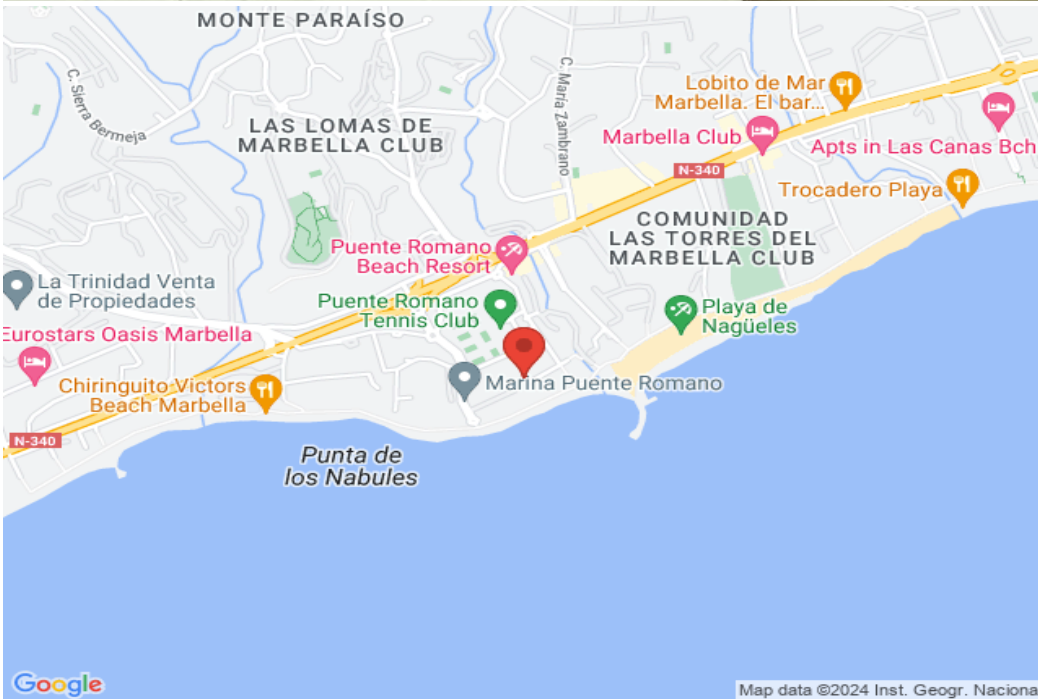 MONTE PARAÍSO
C. Sierra Bermeja
C. María Zambrano
LAS LOMAS DE
MARBELLA CLUB
Lobito de Mar
Marbella. El bar...
Marbella Club
Apts in Las Canas Bch
N-340
Trocadero Playa
COMUNIDAD
LAS TORRES DEL
MARBELLA CLUB
Puente Romano
Beach Resort
La Trinidad Venta
de Propiedades
Puente Romano
Tennis Club
Playa de
Nagüeles
Eurostars Oasis Marbella
Chiringuito Victors
Beach Marbella
Marina Puente Romano
N-340
Punta de
los Nabules
Google
Map data ©2024 Inst. Geogr. Naciona